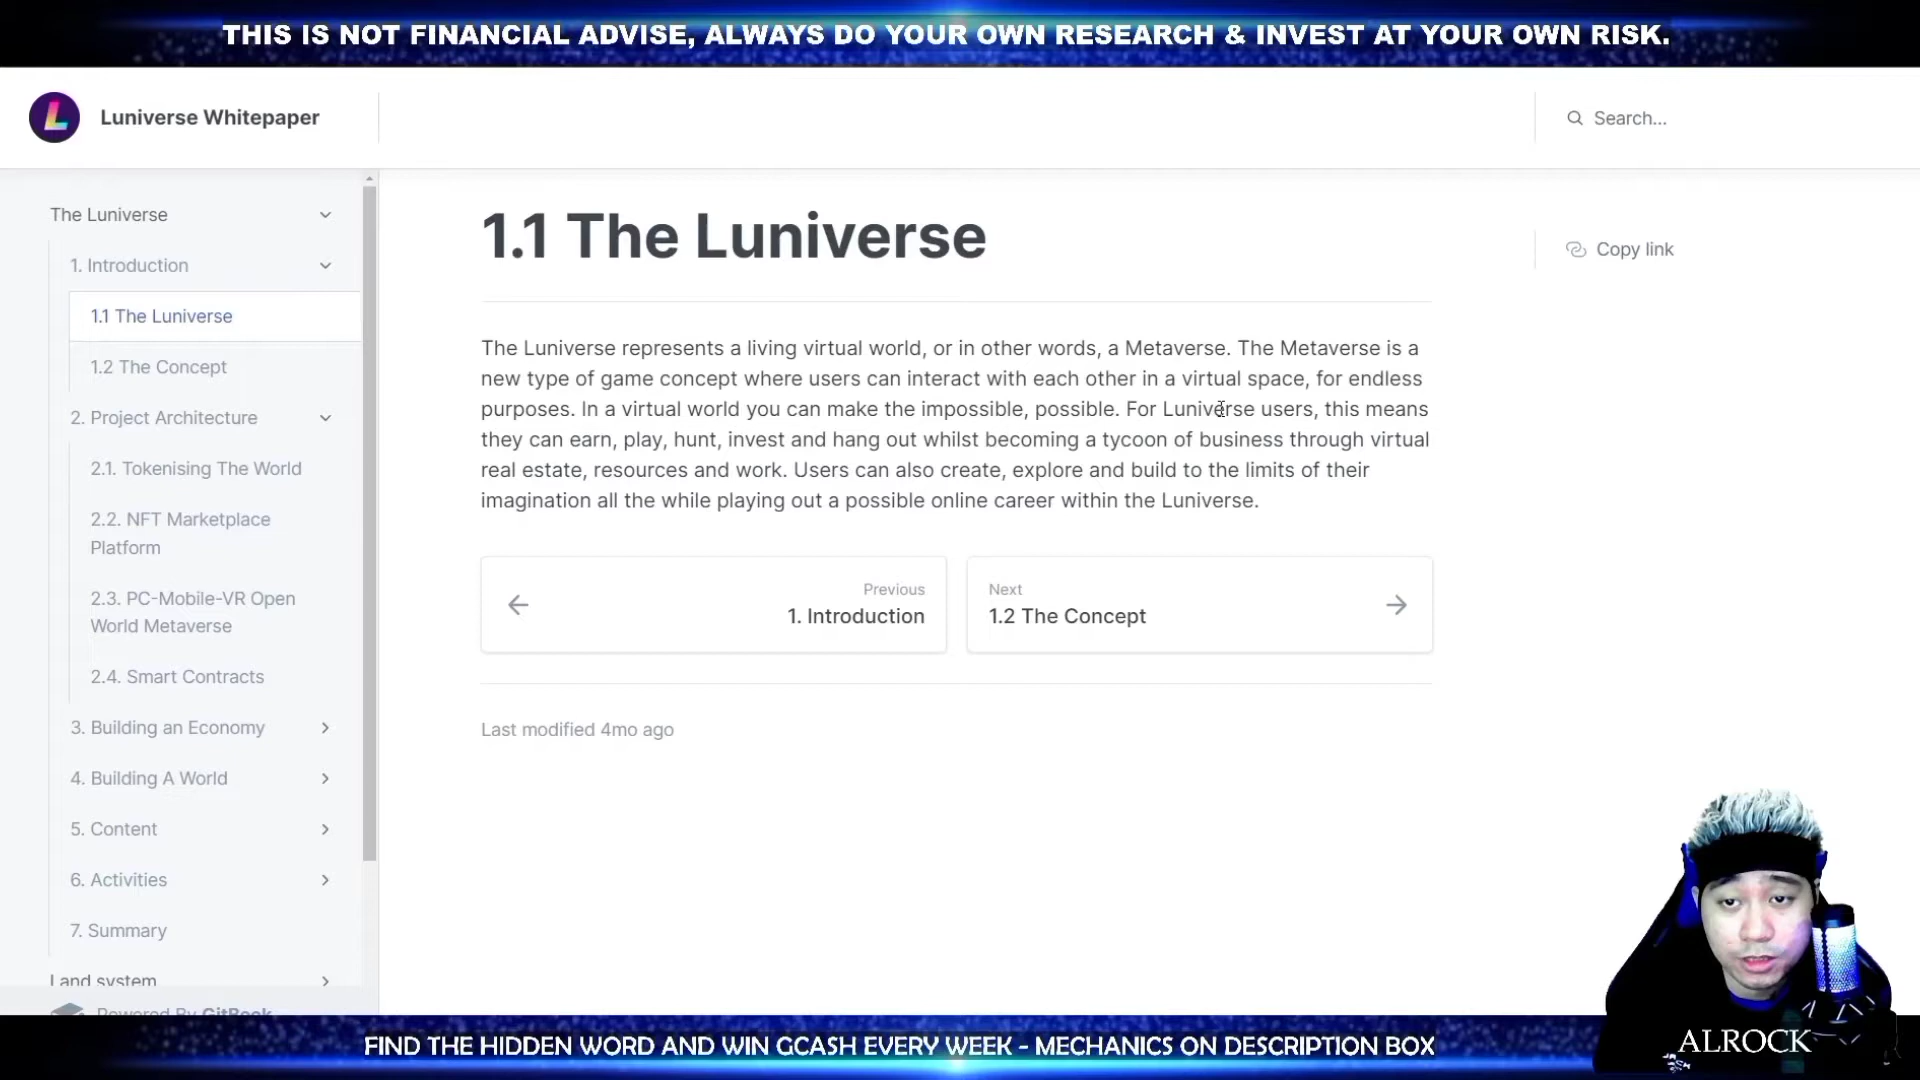 THIS IS NOT FINANCIAL ADVISE, ALWAYS DO YOUR OWN RESEARCH & INVEST AT YOUR OWN RISK.
L
Luniverse Whitepaper
Search...
The Luniverse
1. Introduction
1.1 The Luniverse
1.2 The Concept
2. Project Architecture
2.1. Tokenising The World
2.2. NFT Marketplace
Platform
2.3. PC-Mobile-VR Open
World Metaverse
2.4. Smart Contracts
3. Building an Economy
4. Building A World
5. Content
6. Activities
7. Summary
Land system
Powered By GitBook
1.1 The Luniverse
Copy link
The Luniverse represents a living virtual world, or in other words, a Metaverse. The Metaverse is a
new type of game concept where users can interact with each other in a virtual space, for endless
purposes. In a virtual world you can make the impossible, possible. For Luniverse users, this means
they can earn, play, hunt, invest and hang out whilst becoming a tycoon of business through virtual
real estate, resources and work. Users can also create, explore and build to the limits of their
imagination all the while playing out a possible online career within the Luniverse.
Previous
1. Introduction
Next
1.2 The Concept
Last modified 4mo ago
ALROCK
FIND THE HIDDEN WORD AND WIN GCASH EVERY WEEK - MECHANICS ON DESCRIPTION BOX